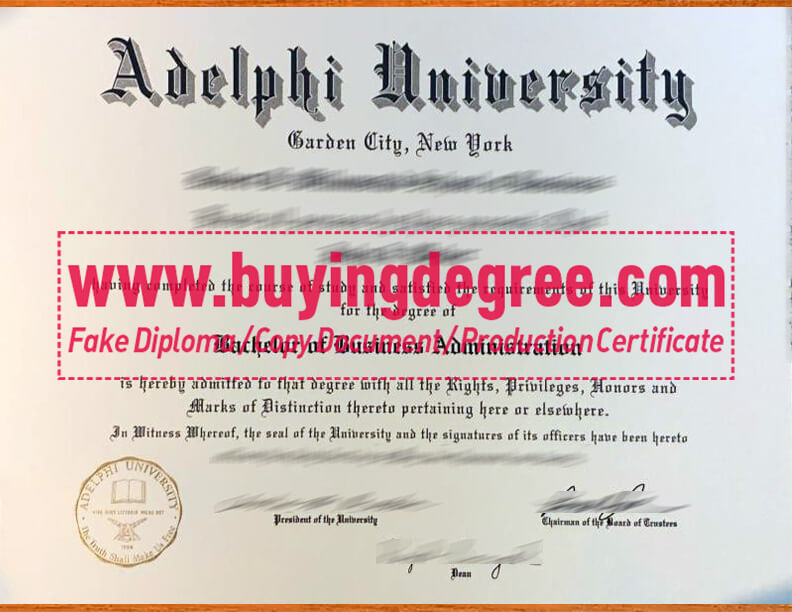 Adelphi University
Garden City, New York
www.buyingdegree.com
having completed the course of study and satisfied the requirements of this University
for the degree of
Fake Diploma/Copy Document/Production Certificate
Bachelor of Business Administration
is hereby admitted to that degree with all the Rights, Privileges, Honors and
Marks of Distinction thereto pertaining here or elsewhere.
In Witness Whereof, the seal of the University and the signatures of its officers have been hereto
ADELPHI UNIVERSITY
The Truth Shall Make Us Free
President of the University
Chairman of the Board of Trustees
Dean